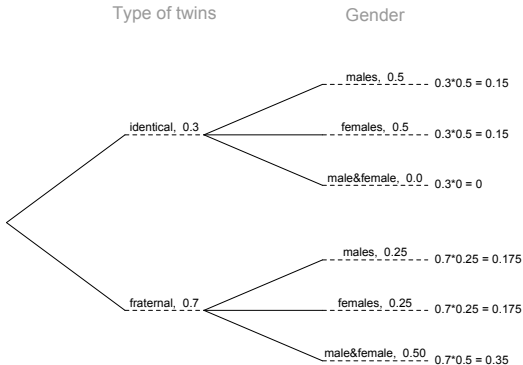 Type of twins Gender
males, 0.5 0.3*0.5 = 0.15
identical, 0.3 females, 0.5 0.3*0.5 = 0.15
male&female, 0.0 0.3*0 = 0
males, 0.25 0.7*0.25 = 0.175
fraternal, 0.7 females, 0.25 0.7*0.25 = 0.175
male&female, 0.50 0.7*0.5 = 0.35